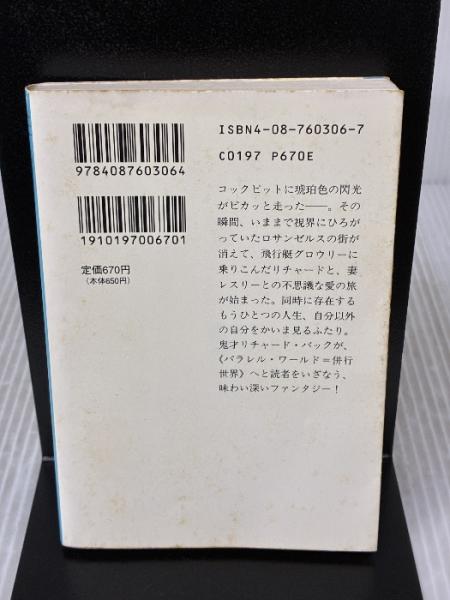 ISBN4-08-760306-7
C0197 P670E
9784087603064
1910197006701
定価670円
（本体650円）
コックピットに琥珀色の閃光
がピカッと走った――。その
瞬間、いままで視界にひろが
っていたロサンゼルスの街が
消えて、飛行艇グロウリーに
乗りこんだリチャードと、妻
レスリーとの不思議な愛の旅
が始まった。同時に存在する
もうひとつの人生、自分以外
の自分をかいま見るふたり。
鬼才リチャード・バックが、
《パラレル・ワールド＝併行
世界》へと読者をいざなう、
味わい深いファンタジー！